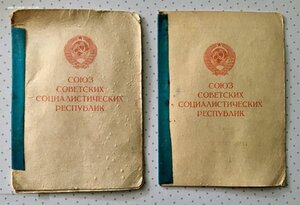 СОЮЗ
СОВЕТСКИХ
СОЦИАЛИСТИЧЕСКИХ
РЕСПУБЛИК
СОЮЗ
СОВЕТСКИХ
СОЦИАЛИСТИЧЕСКИХ
РЕСПУБЛИК